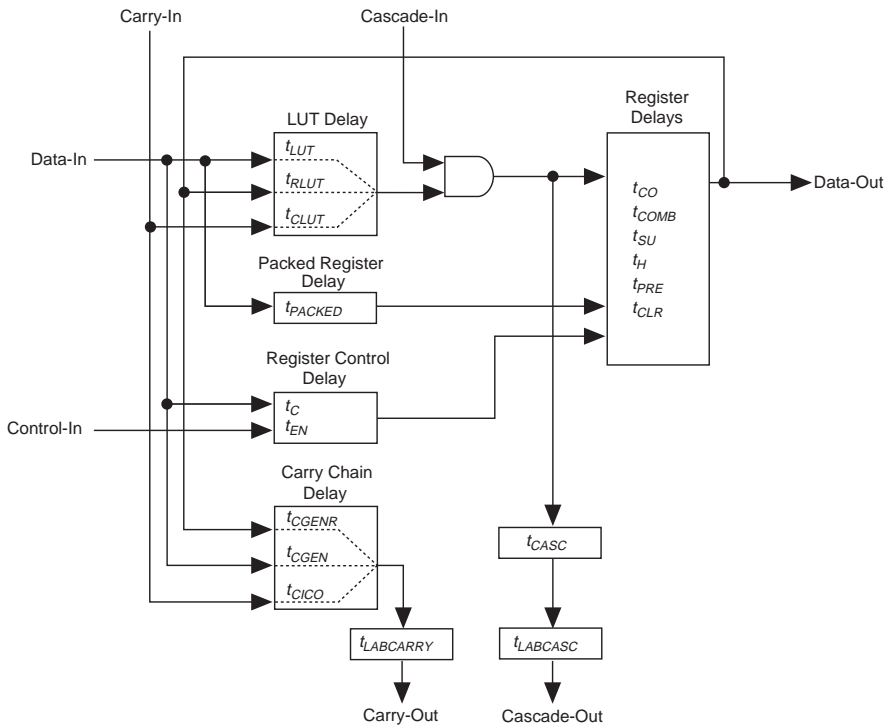 Carry-In
Cascade-In
Register
Delays
LUT Delay
Data-In
tLUT
tRLUT
tCLUT
tCO
tCOMB
tSU
tH
tPRE
tCLR
Data-Out
Packed Register
Delay
tPACKED
Register Control
Delay
tC
tEN
Control-In
Carry Chain
Delay
tCGENR
tCGEN
tCICO
tCASC
tLABCARRY
tLABCASC
Carry-Out
Cascade-Out